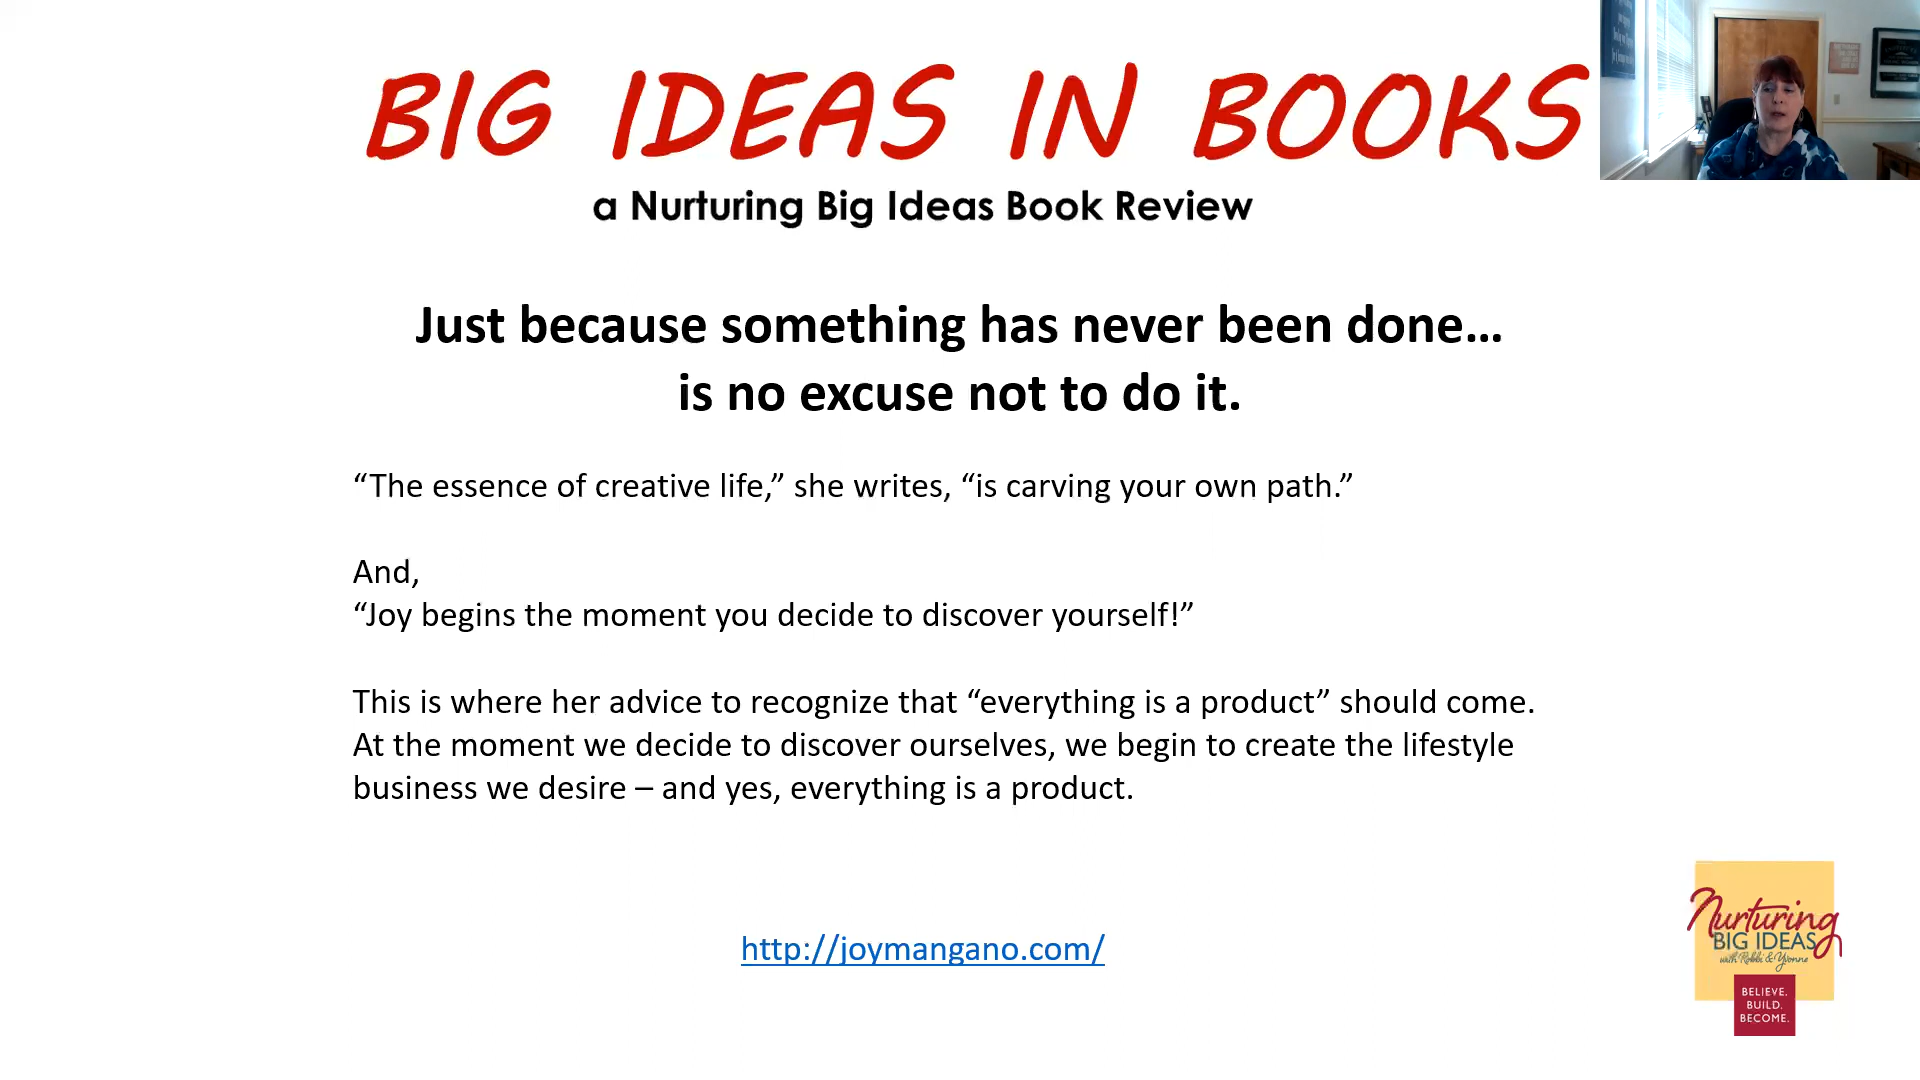 BIG IDEAS IN BOOKS
a Nurturing Big Ideas Book Review
Just because something has never been done…
is no excuse not to do it.
“The essence of creative life,” she writes, “is carving your own path.”
And,
“Joy begins the moment you decide to discover yourself!”
This is where her advice to recognize that “everything is a product” should come.
At the moment we decide to discover ourselves, we begin to create the lifestyle
business we desire – and yes, everything is a product.
http://joymangano.com/
Nurturing
BIG IDEAS
with Robbi & Yvonne
BELIEVE.
BUILD.
BECOME.